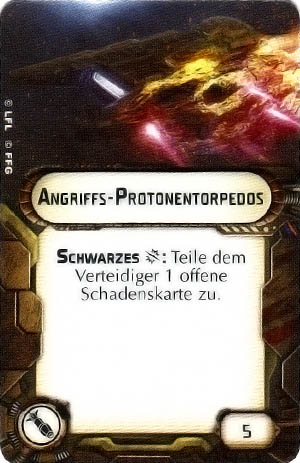 © LFL © FFG
ANGRIFFS-PROTONENTORPEDOS
SCHWARZES : Teile dem
Verteidiger 1 offene
Schadenskarte zu.
5